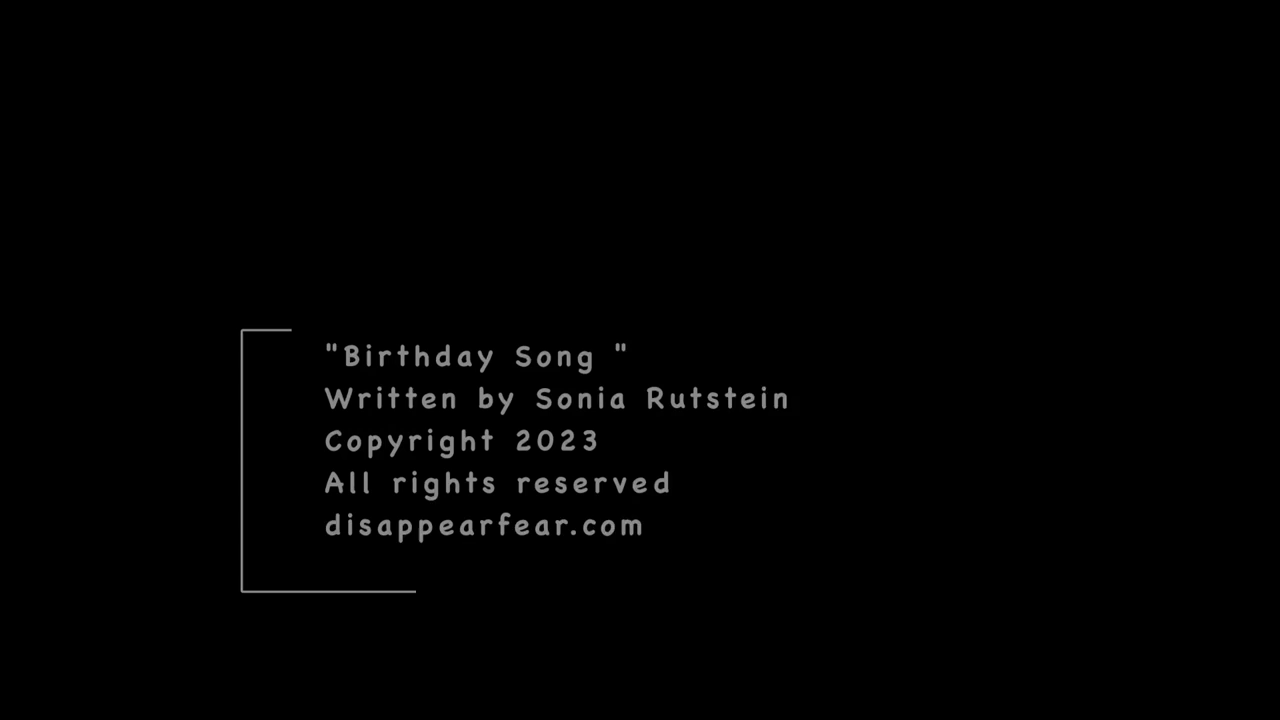 "Birthday Song "
Written by Sonia Rutstein
Copyright 2023
All rights reserved
disappearfear.com